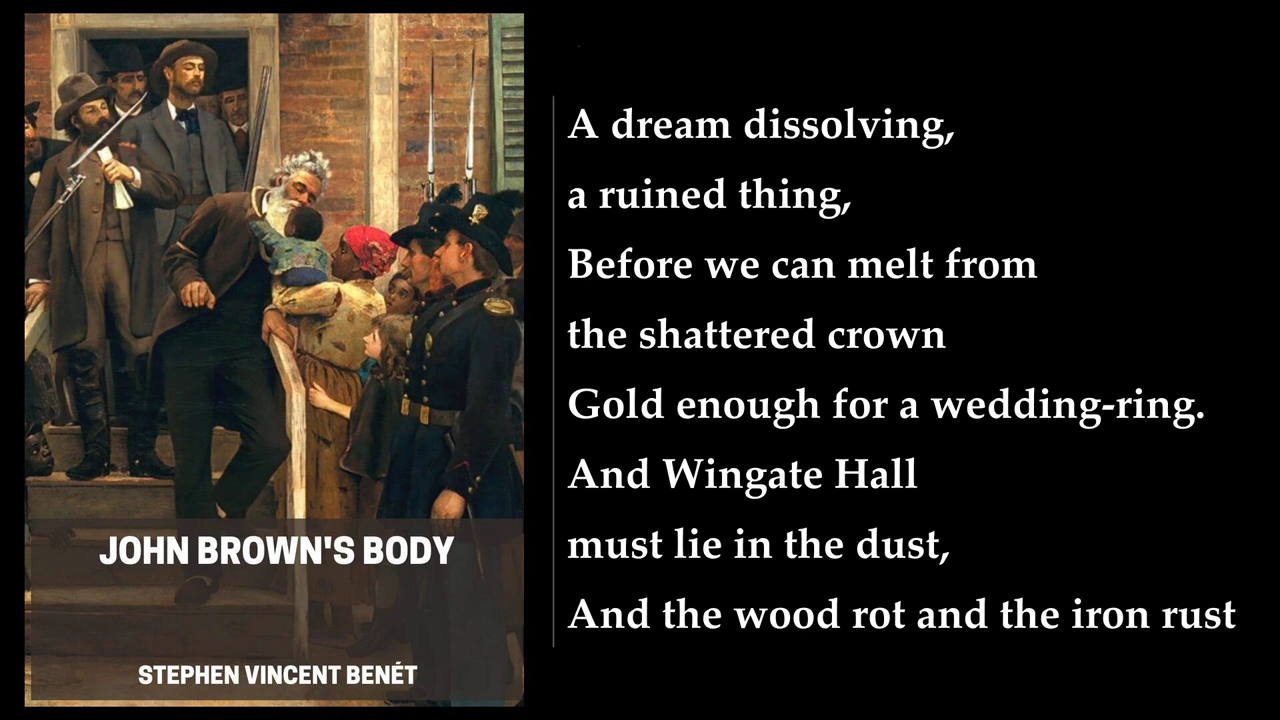 JOHN BROWN'S BODY
STEPHEN VINCENT BENÉT
A dream dissolving,
a ruined thing,
Before we can melt from
the shattered crown
Gold enough for a wedding-ring.
And Wingate Hall
must lie in the dust,
And the wood rot and the iron rust